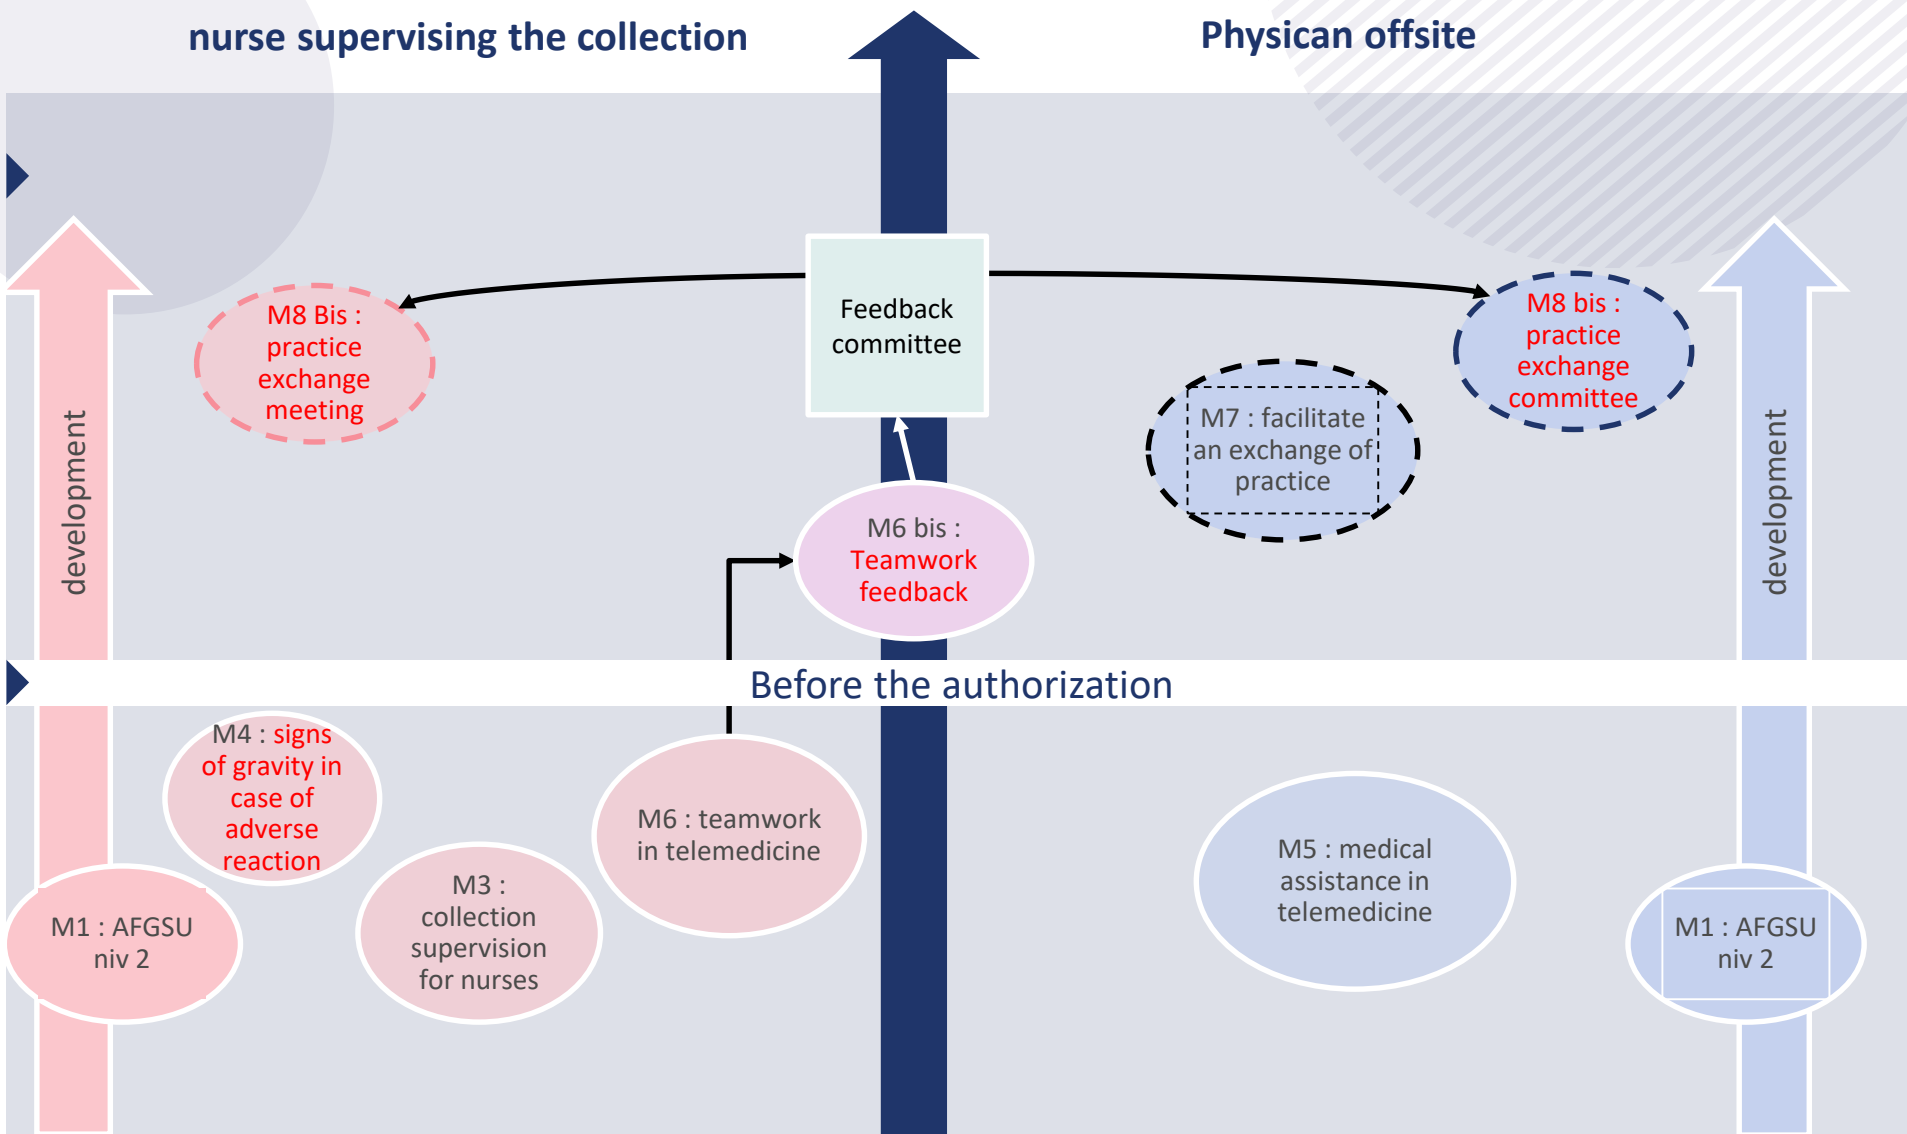 nurse supervising the collection
Physican offsite
M8 Bis :
practice
exchange
meeting
Feedback
committee
M8 bis :
practice
exchange
committee
M7 : facilitate
an exchange of
practice
development
development
M6 bis :
Teamwork
feedback
Before the authorization
M4 : signs
of gravity in
case of
adverse
reaction
M6 : teamwork
in telemedicine
M3 :
collection
supervision
for nurses
M5 : medical
assistance in
telemedicine
M1 : AFGSU
niv 2
M1 : AFGSU
niv 2